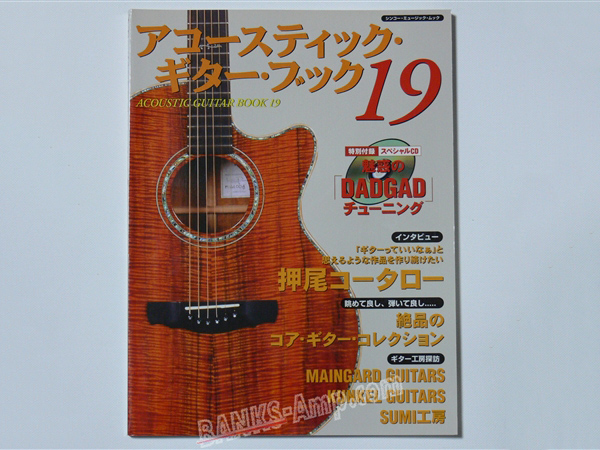 シンコー・ミュージック・ムック
アコースティック・
ギター・ブック19
ACOUSTIC GUITAR BOOK 19
特別付録 スペシャルCD
魅惑の
「DADGAD」
チューニング
インタビュー
「ギターっていいなぁ」と
思えるような作品を作り続けたい
押尾コータロー
眺めて良し、弾いて良し.....
絶品の
コア・ギター・コレクション
ギター工房探訪
MAINGARD GUITARS
KUNKEL GUITARS
SUMI工房
BANKS-Amp.com